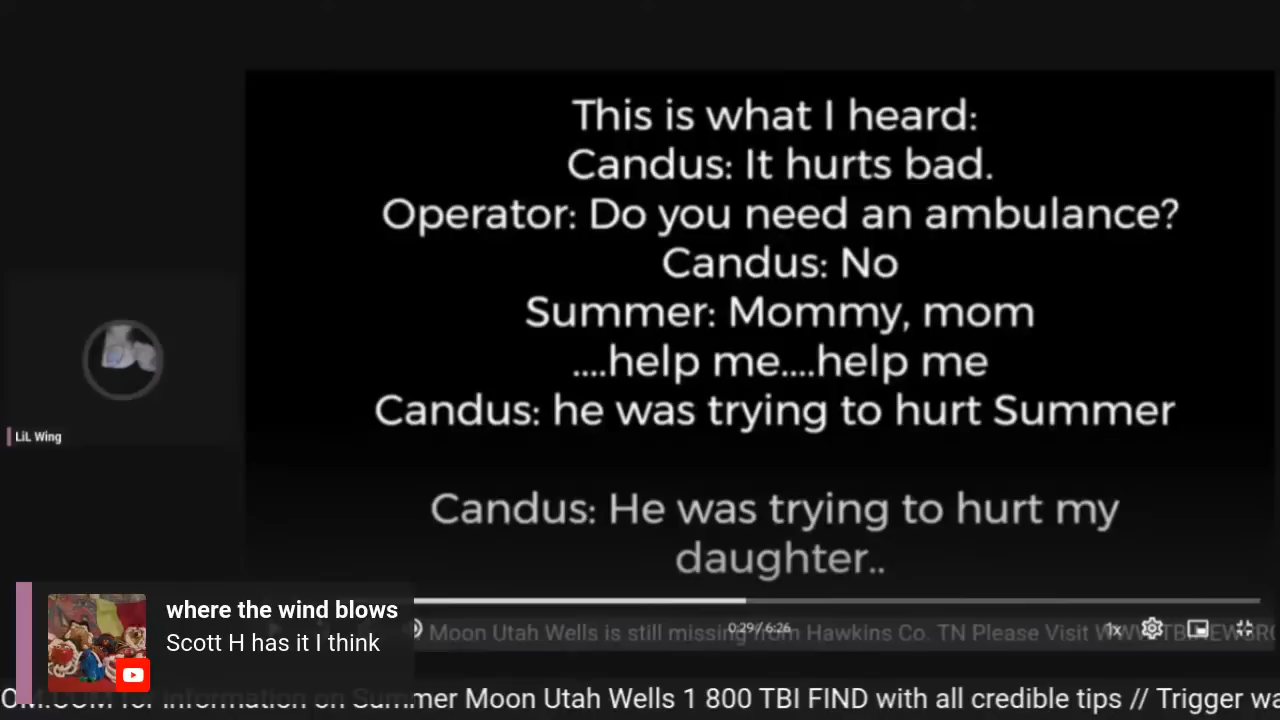 This is what I heard:
Candus: It hurts bad.
Operator: Do you need an ambulance?
Candus: No
Summer: Mommy, mom
....help me....help me
Candus: he was trying to hurt Summer
LiL Wing
Candus: He was trying to hurt my
daughter..
where the wind blows
Scott H has it I think
Moon Utah Wells is still missing Hawkins Co. TN Please Visit
0:29 / 6:26
1x
for information on Summer Moon Utah Wells 1 800 TBI FIND with all credible tips // Trigger wa